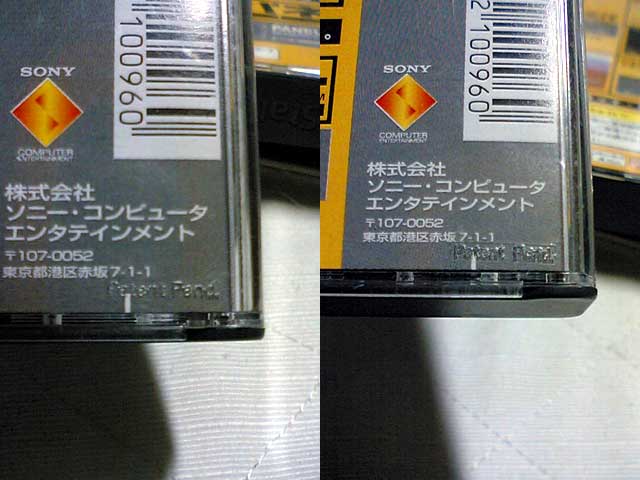 100960
SONY
COMPUTER
ENTERTAINMENT
株式会社
ソニー・コンピュータ
エンタテインメント
〒107-0052
東京都港区赤坂7-1-1
Patent Pend.
2100960
SONY
COMPUTER
ENTERTAINMENT
株式会社
ソニー・コンピュータ
エンタテインメント
〒107-0052
東京都港区赤坂7-1-1
Patent Pend.